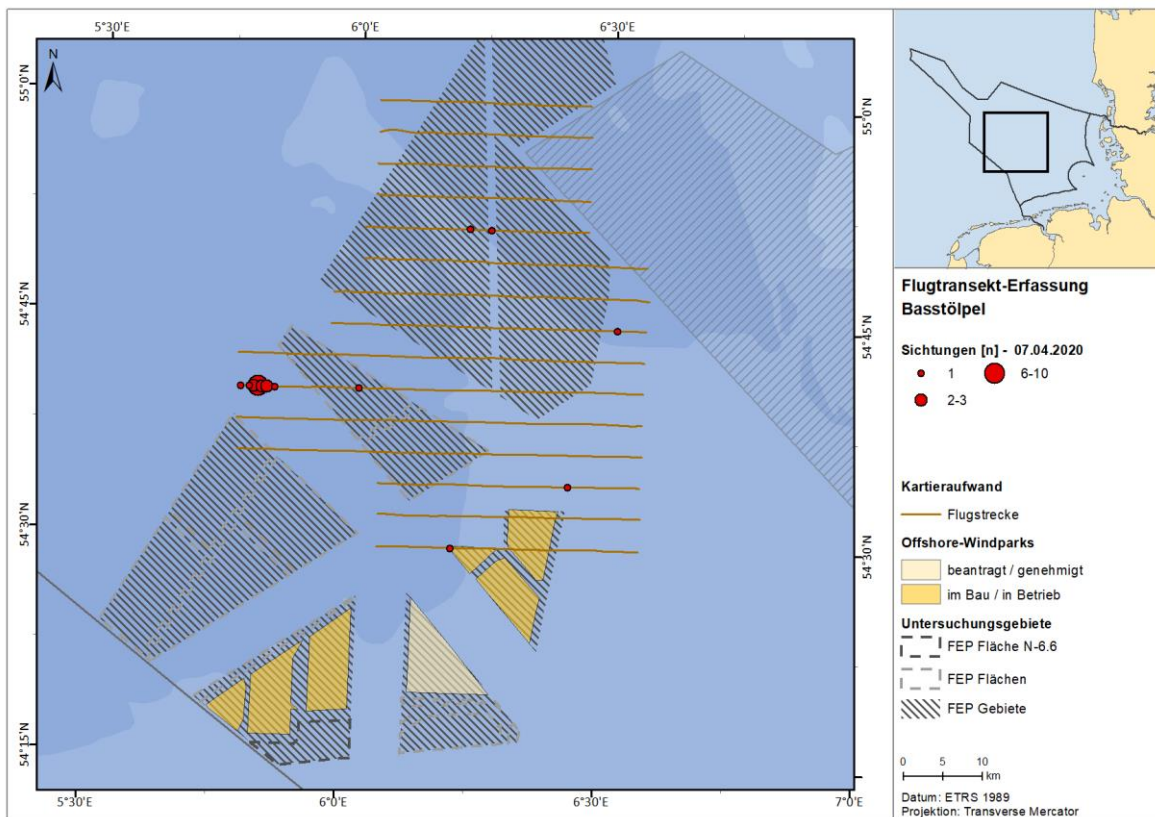 5°30'E 6°0'E 6°30'E
N
55°0'N
54°45'N
54°30'N
54°15'N
55°0'N
54°45'N
54°30'N
5°30'E 6°0'E 6°30'E 7°0'E
Flugtransekt-Erfassung
Basstölpel
Sichtungen [n] - 07.04.2020
1 6-10
2-3
Kartieraufwand
Flugstrecke
Offshore-Windparks
beantragt / genehmigt
im Bau / in Betrieb
Untersuchungsgebiete
FEP Fläche N-6.6
FEP Flächen
FEP Gebiete
0 5 10
km
Datum: ETRS 1989
Projektion: Transverse Mercator